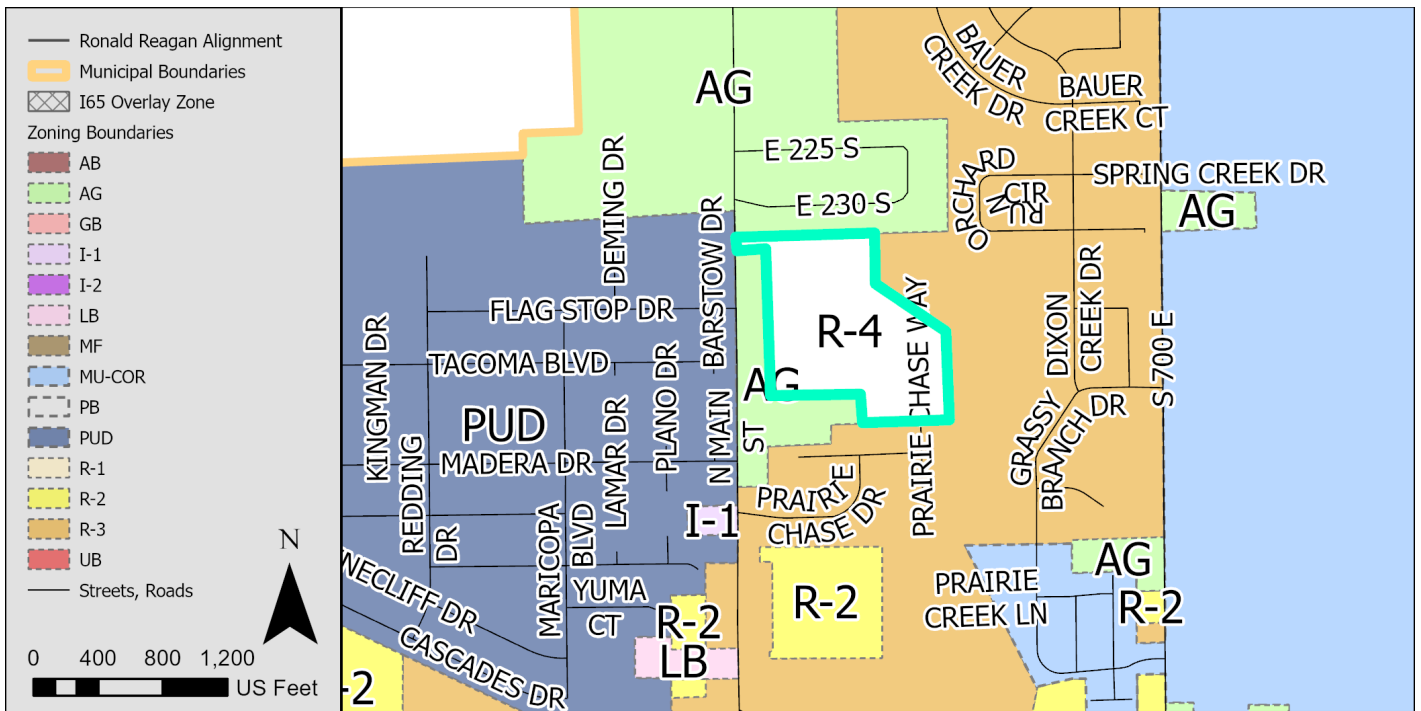 Ronald Reagan Alignment
Municipal Boundaries
I65 Overlay Zone
Zoning Boundaries
AB
AG
GB
I-1
I-2
LB
MF
MU-COR
PB
PUD
R-1
R-2
R-3
UB
Streets, Roads
N
0 400 800 1,200
US Feet
AG
BAUER
CREEK DR
BAUER
CREEK CT
E 225 S
E 230 S
ORCHARD
CIR
RUN
SPRING CREEK DR
AG
DEMING DR
BARSTOW DR
FLAG STOP DR
R-4
PRAIRIE CHASE WAY
DIXON
CREEK DR
S 700 E
KINGMAN DR
TACOMA BLVD
PLANO DR
N MAIN
ST
AG
PUD
LAMAR DR
MADERA DR
REDDING
DR
GRASSY
BRANCH DR
PRAIRIE
CHASE DR
I-1
MARICOPA
BLVD
YUMA
CT
NECLIFF DR
CASCADES DR
R-2
LB
R-2
PRAIRIE
CREEK LN
AG
R-2
-2